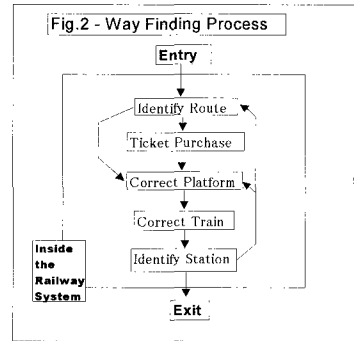 Fig.2 - Way Finding Process
Entry
Identify Route
Ticket Purchase
Correct Platform
Correct Train
Identify Station
Inside
the
Railway
System
Exit